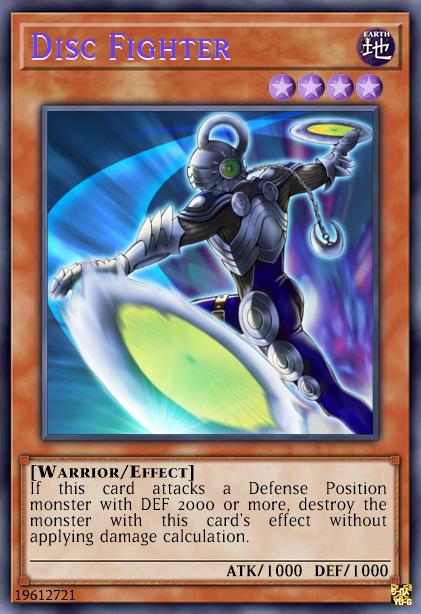 Disc Fighter
EARTH
地
[Warrior/Effect]
If this card attacks a Defense Position
monster with DEF 2000 or more, destroy the
monster with this card's effect without
applying damage calculation.
ATK/1000 DEF/1000
19612721